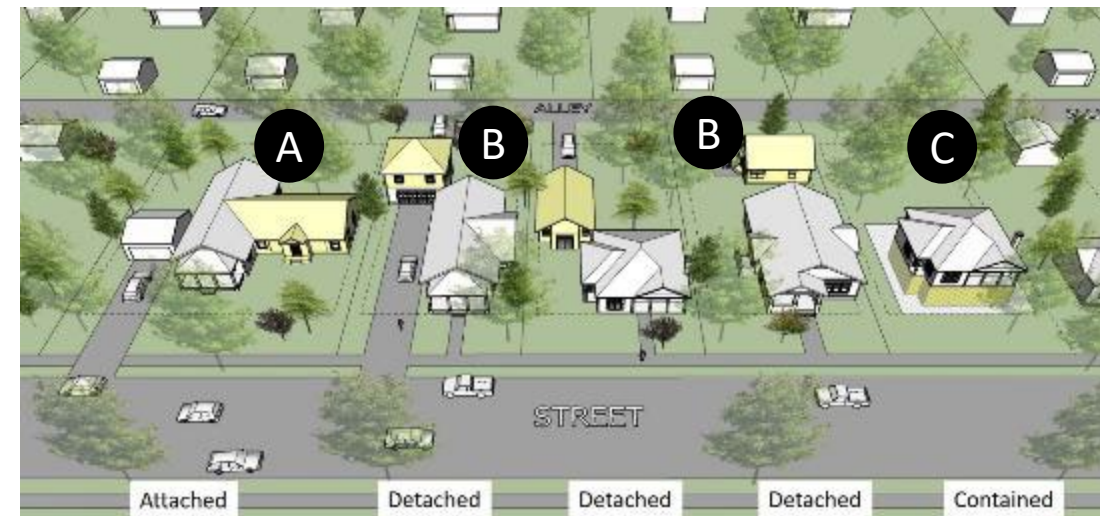 ALLEY
A
B
B
C
STREET
Attached
Detached
Detached
Detached
Contained